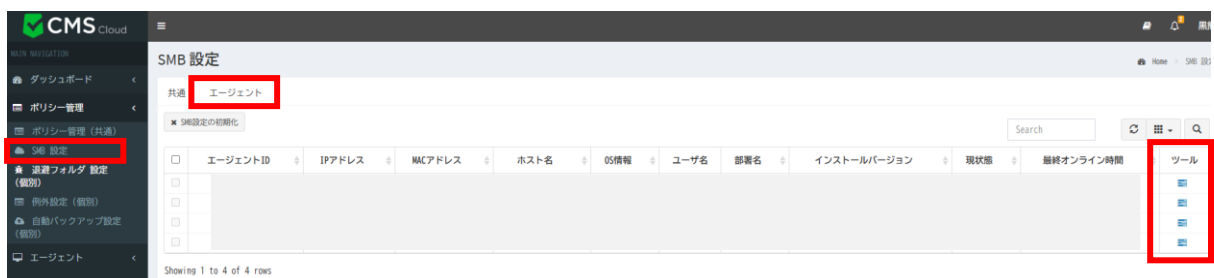 CMS Cloud
MAIN NAVIGATION
ダッシュボード
ポリシー管理
ポリシー管理（共通）
SMB 設定
退避フォルダ 設定
（個別）
例外設定（個別）
自動バックアップ設定
（個別）
エージェント
SMB 設定
Home > SMB 設
共通 エージェント
✖ SMB設定の初期化
Search
エージェントID IPアドレス MACアドレス ホスト名 OS情報 ユーザ名 部署名 インストールバージョン 現状態 最終オンライン時間 ツール
Showing 1 to 4 of 4 rows